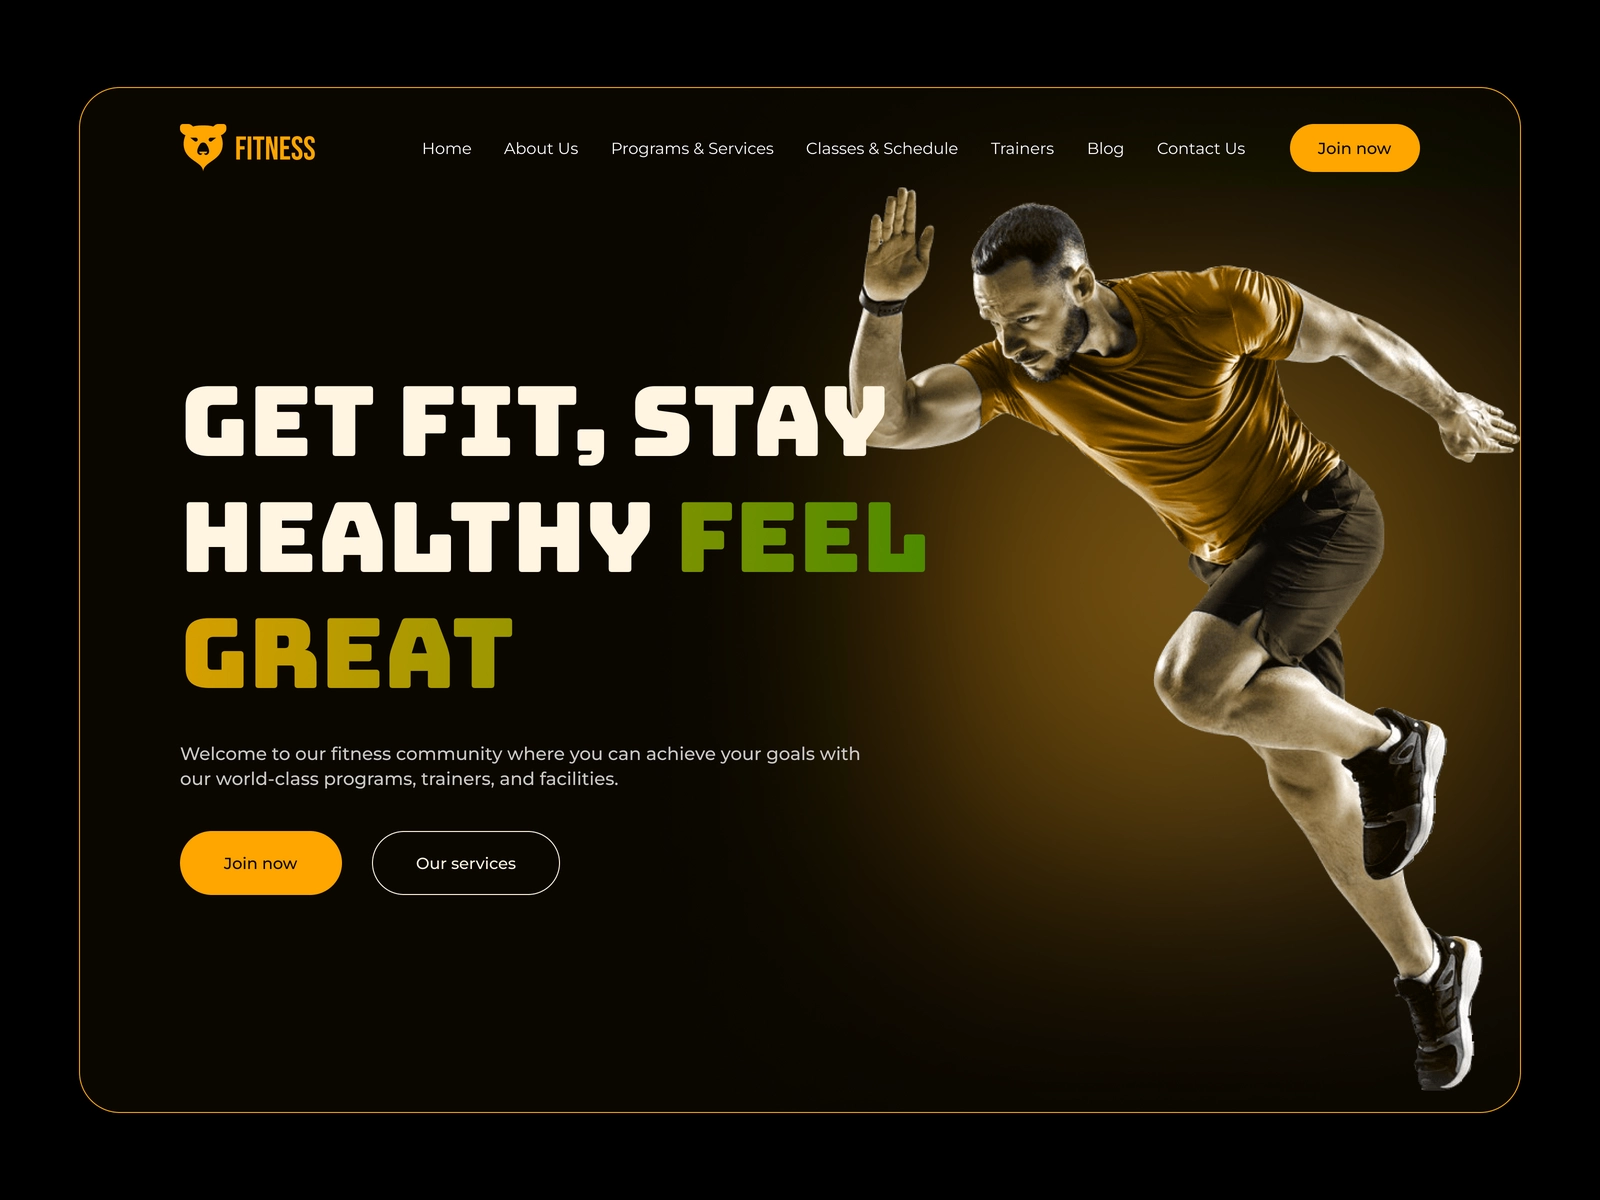 FITNESS
Home
About Us
Programs & Services
Classes & Schedule
Trainers
Blog
Contact Us
Join now
GET FIT, STAY
HEALTHY FEEL
GREAT
Welcome to our fitness community where you can achieve your goals with
our world-class programs, trainers, and facilities.
Join now
Our services